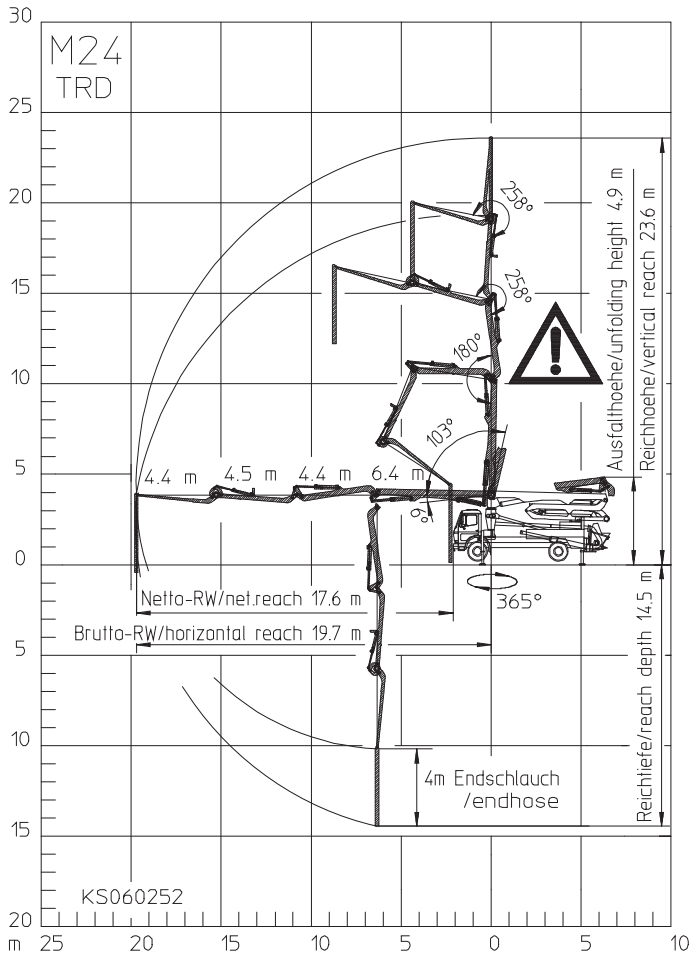 30
M24
TRD
25
20
258°
15
258°
180°
10
103°
5
4.4 m 4.5 m 4.4 m 6.4 m
6°
Ausfalthoehe/unfolding height 4.9 m
Reichhoehe/vertical reach 23.6 m
0
Netto-RW/net.reach 17.6 m
365°
Brutto-RW/horizontal reach 19.7 m
Reichtiefe/reach depth 14.5 m
5
10
4m Endschlauch
/endhose
15
KS060252
20
m 25 20 15 10 5 0 5 10